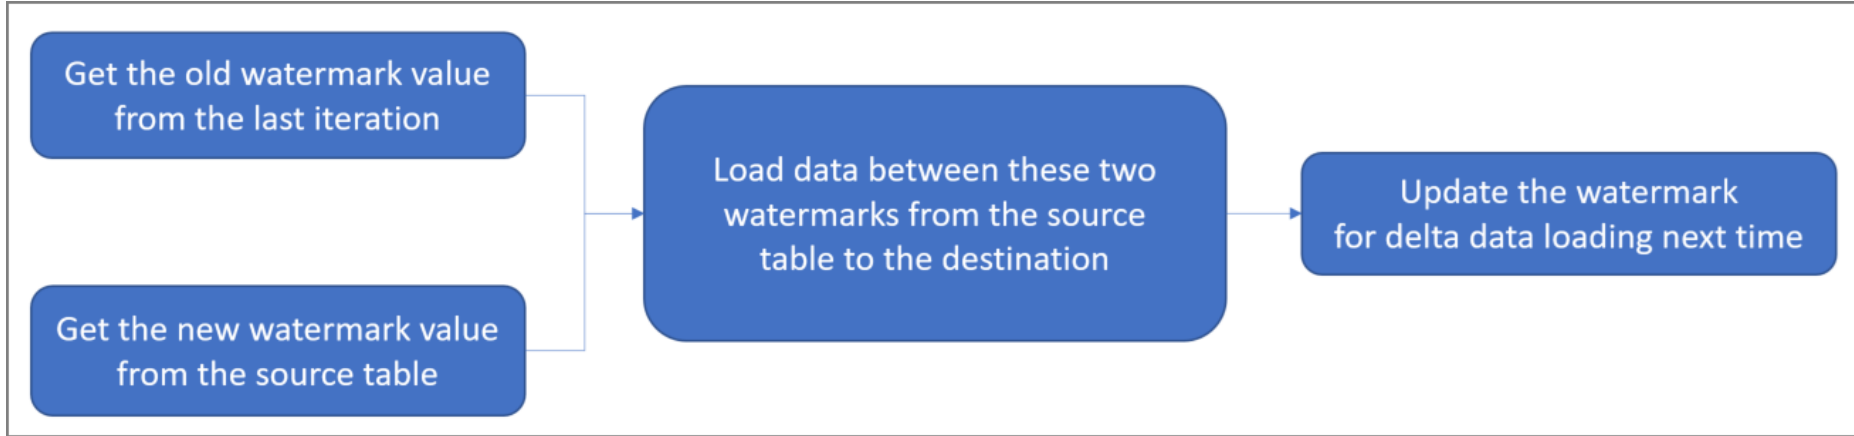 Get the old watermark value
from the last iteration
Get the new watermark value
from the source table
Load data between these two
watermarks from the source
table to the destination
Update the watermark
for delta data loading next time